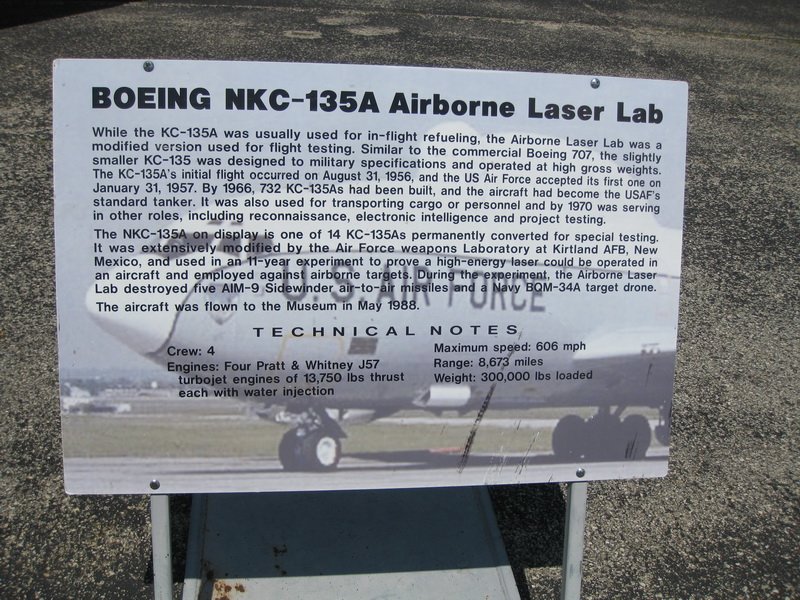 BOEING NKC-135A Airborne Laser Lab
While the KC-135A was usually used for in-flight refueling, the Airborne Laser Lab was a
modified version used for flight testing. Similar to the commercial Boeing 707, the slightly
smaller KC-135 was designed to military specifications and operated at high gross weights.
The KC-135A's initial flight occurred on August 31, 1956, and the US Air Force accepted its first one on
January 31, 1957. By 1966, 732 KC-135As had been built, and the aircraft had become the USAF's
standard tanker. It was also used for transporting cargo or personnel and by 1970 was serving
in other roles, including reconnaissance, electronic intelligence and project testing.
The NKC-135A on display is one of 14 KC-135As permanently converted for special testing.
It was extensively modified by the Air Force weapons Laboratory at Kirtland AFB, New
Mexico, and used in an 11-year experiment to prove a high-energy laser could be operated in
an aircraft and employed against airborne targets. During the experiment, the Airborne Laser
Lab destroyed five AIM-9 Sidewinder air-to-air missiles and a Navy BQM-34A target drone.
The aircraft was flown to the Museum in May 1988.
U.S. AIR FORCE
TECHNICAL NOTES
Crew: 4
Engines: Four Pratt & Whitney J57
turbojet engines of 13,750 lbs thrust
each with water injection
Maximum speed: 606 mph
Range: 8,673 miles
Weight: 300,000 lbs loaded